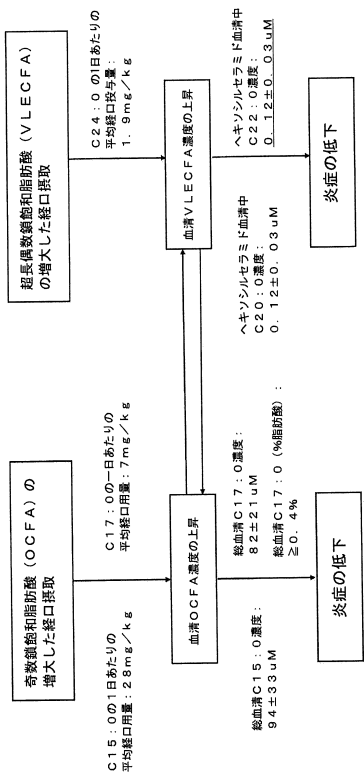 奇数鎖飽和脂肪酸（OCFA）の
増大した経口摂取
C15：0の1日あたりの
平均経口用量：28mg／kg
C17：0の一日あたりの
平均経口用量：7mg／kg
血清OCFA濃度の上昇
総血清C15：0濃度：
94±33uM
総血清C17：0濃度：
82±21uM
総血清C17：0（％脂肪酸）：
≧0．4％
炎症の低下
超長偶数鎖飽和脂肪酸（VLECFA）
の増大した経口摂取
C24：0の1日あたりの
平均経口投与量：
1．9mg／kg
血清VLECFA濃度の上昇
ヘキソシルセラミド血清中
C20：0濃度：
0．12±0．03uM
ヘキソシルセラミド血清中
C22：0濃度：
0．12±0．03uM
炎症の低下